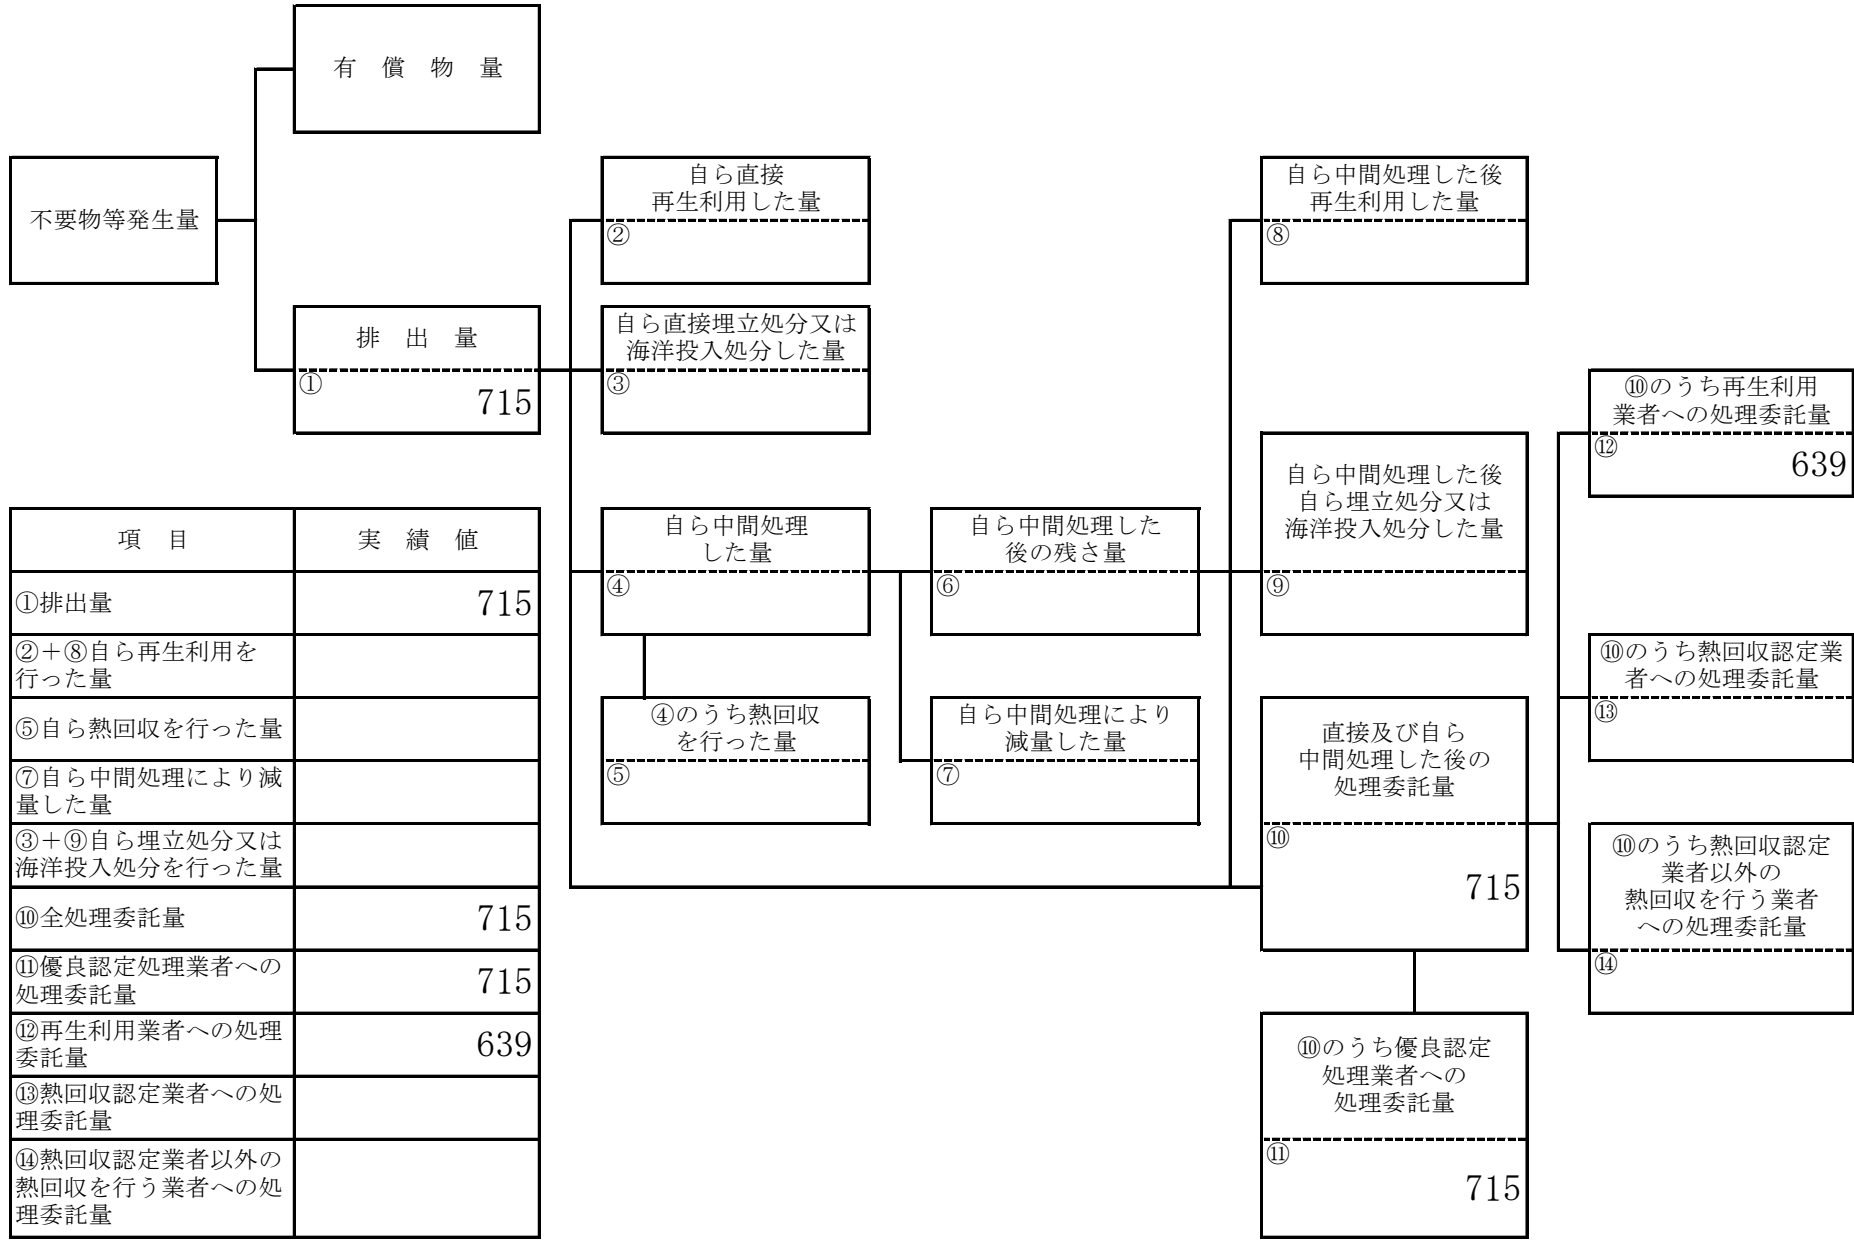 有　償　物　量
不要物等発生量
排　出　量
①
715
自ら直接
再生利用した量
②
自ら直接埋立処分又は
海洋投入処分した量
③
自ら中間処理
した量
④
④のうち熱回収
を行った量
⑤
自ら中間処理した
後の残さ量
⑥
自ら中間処理により
減量した量
⑦
自ら中間処理した後
再生利用した量
⑧
自ら中間処理した後
自ら埋立処分又は
海洋投入処分した量
⑨
直接及び自ら
中間処理した後の
処理委託量
⑩
715
⑩のうち優良認定
処理業者への
処理委託量
⑪
715
⑩のうち再生利用
業者への処理委託量
⑫
639
⑩のうち熱回収認定業
者への処理委託量
⑬
⑩のうち熱回収認定
業者以外の
熱回収を行う業者
への処理委託量
⑭
項　目
実　績　値
①排出量
715
②＋⑧自ら再生利用を
行った量
⑤自ら熱回収を行った量
⑦自ら中間処理により減
量した量
③＋⑨自ら埋立処分又は
海洋投入処分を行った量
⑩全処理委託量
715
⑪優良認定処理業者への
処理委託量
715
⑫再生利用業者への処理
委託量
639
⑬熱回収認定業者への処
理委託量
⑭熱回収認定業者以外の
熱回収を行う業者への処
理委託量